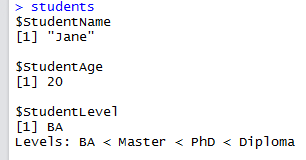 > students
$StudentName
[1] "Jane"
$StudentAge
[1] 20
$StudentLevel
[1] BA
Levels: BA < Master < PhD < Diploma